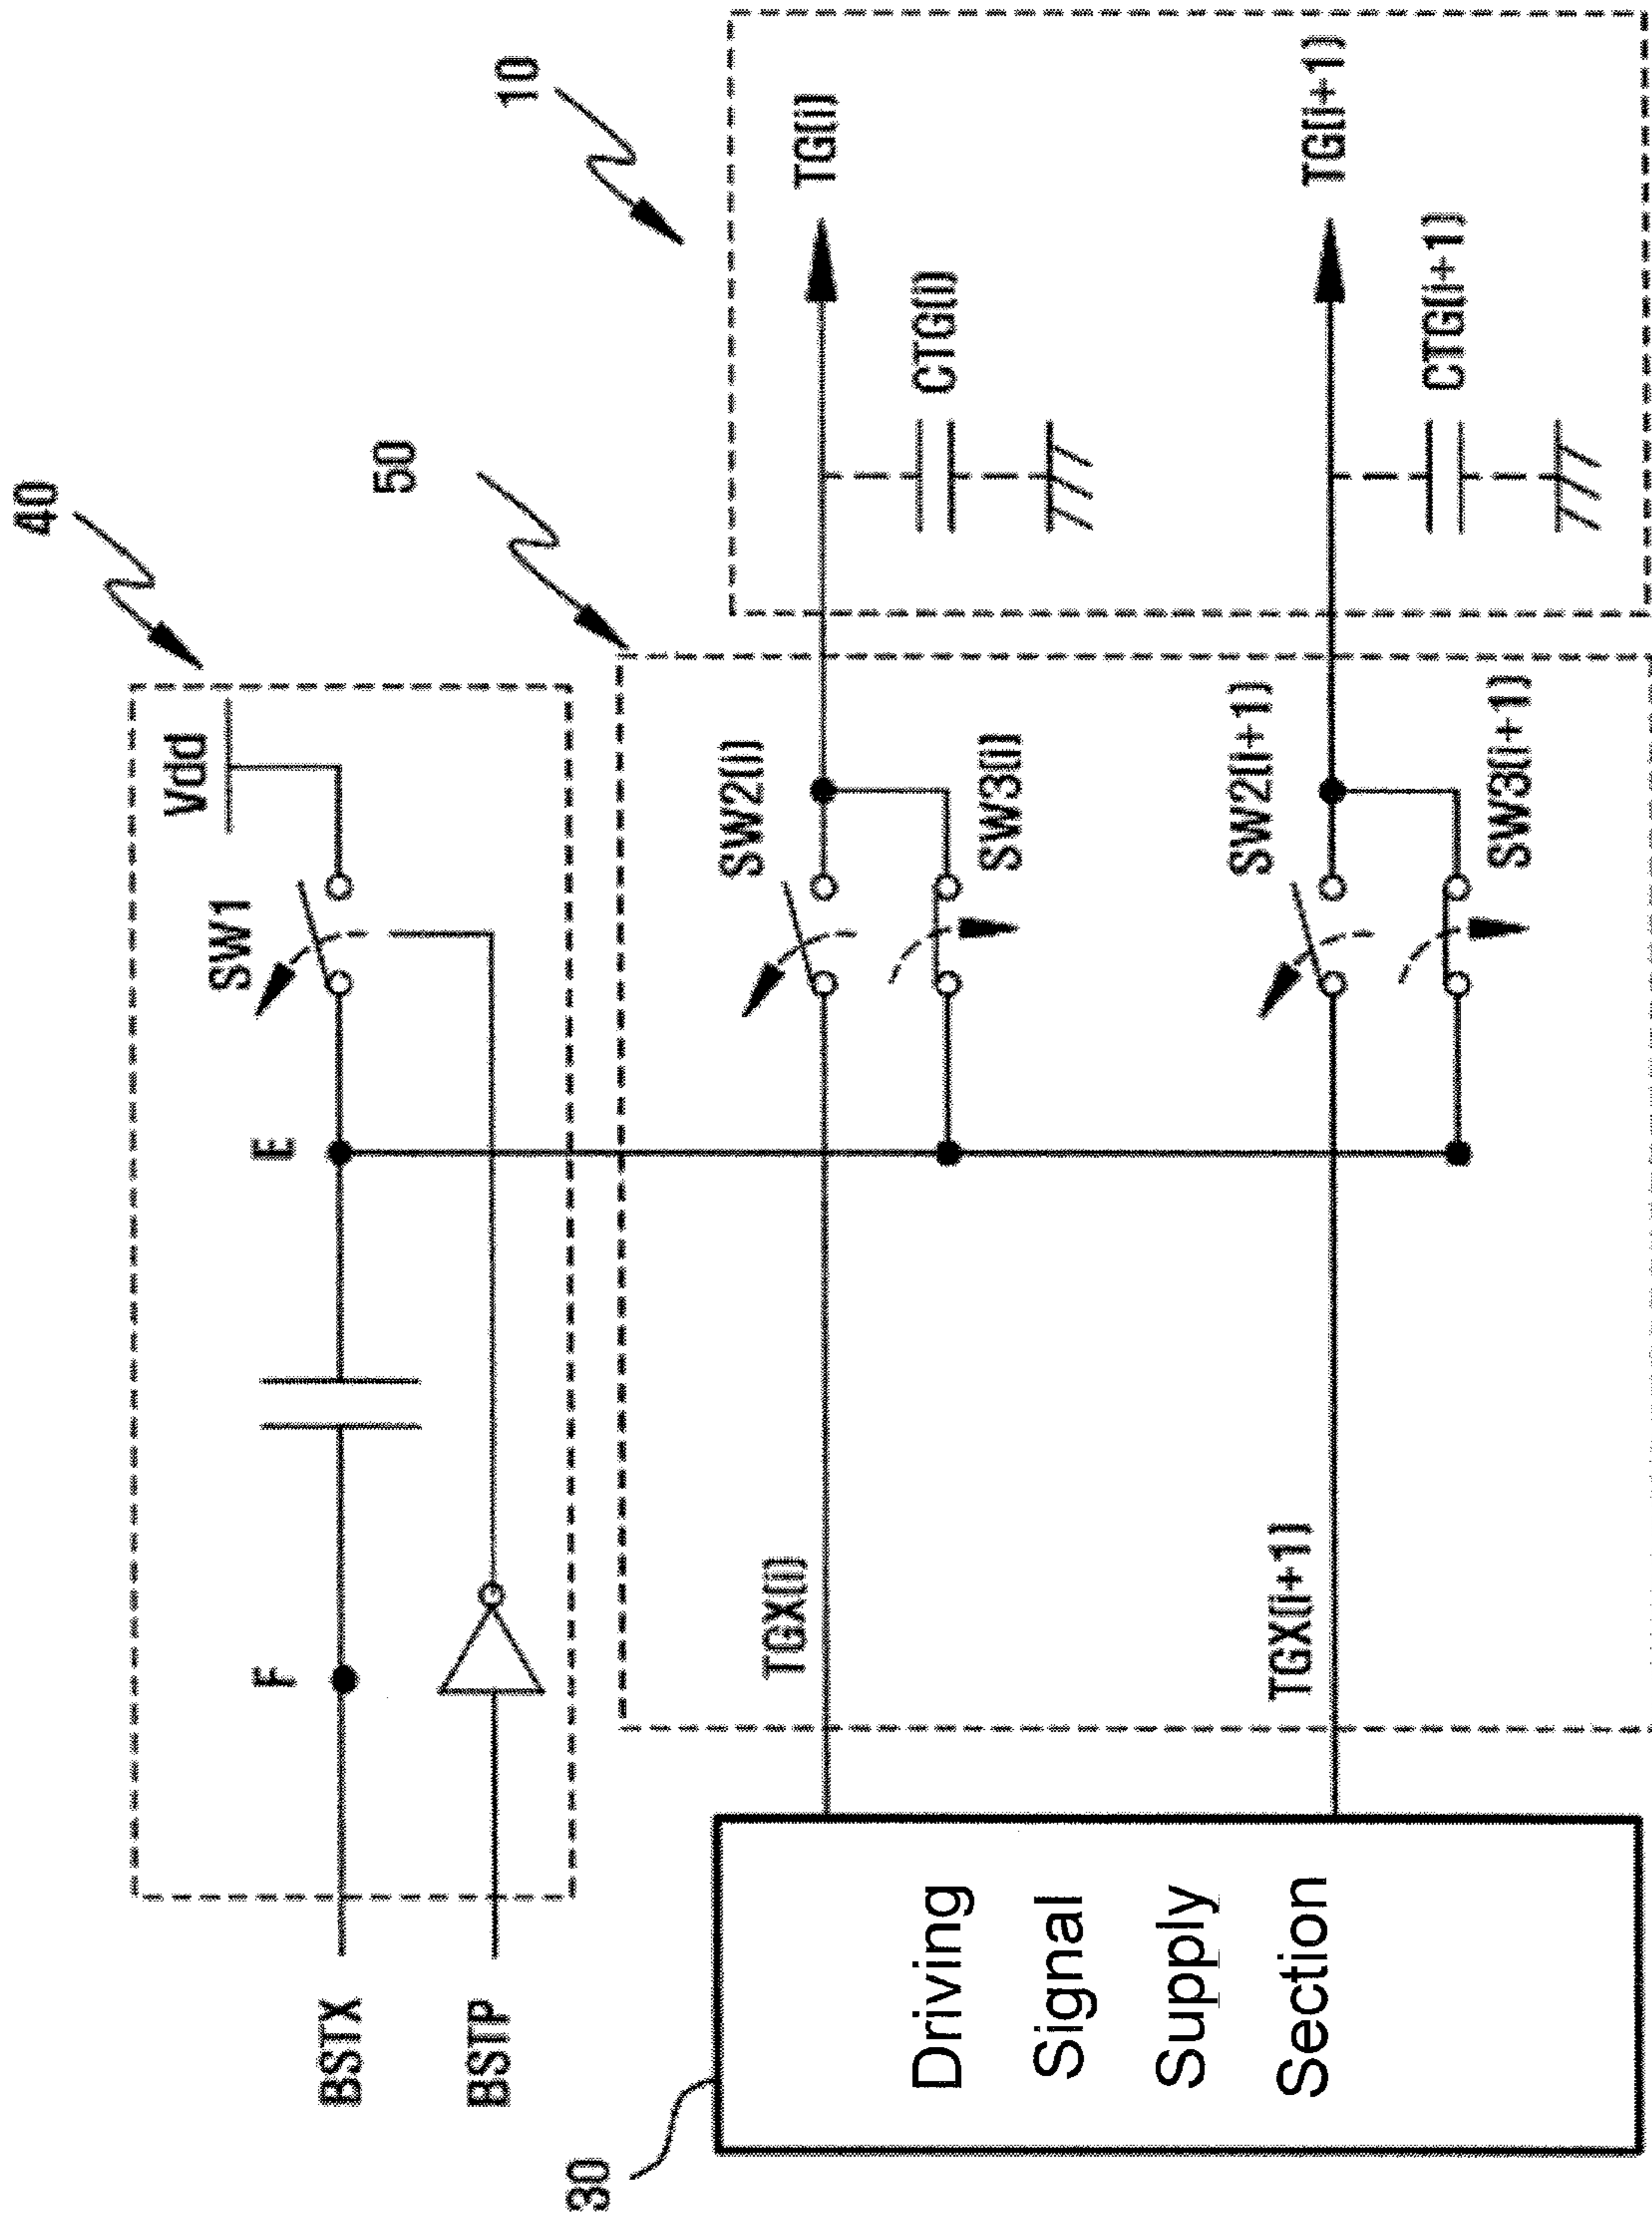 40
Vdd
SW1
E
F
BSTX
BSTP
50
10
SW2(i)
TG(i)
TGX(i)
CTG(i)
SW3(i)
SW2(i+1)
TG(i+1)
TGX(i+1)
CTG(i+1)
SW3(i+1)
30
Driving
Signal
Supply
Section